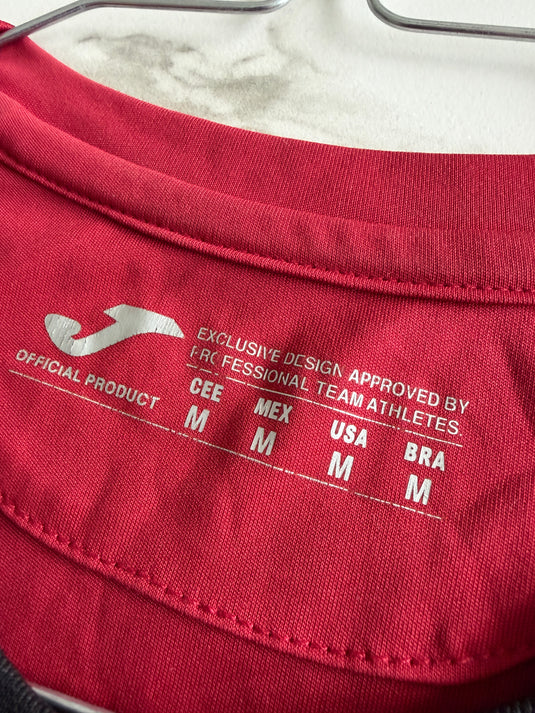 EXCLUSIVE DESIGN APPROVED BY
PROFESSIONAL TEAM ATHLETES
OFFICIAL PRODUCT
CEE MEX USA BRA
M M M M